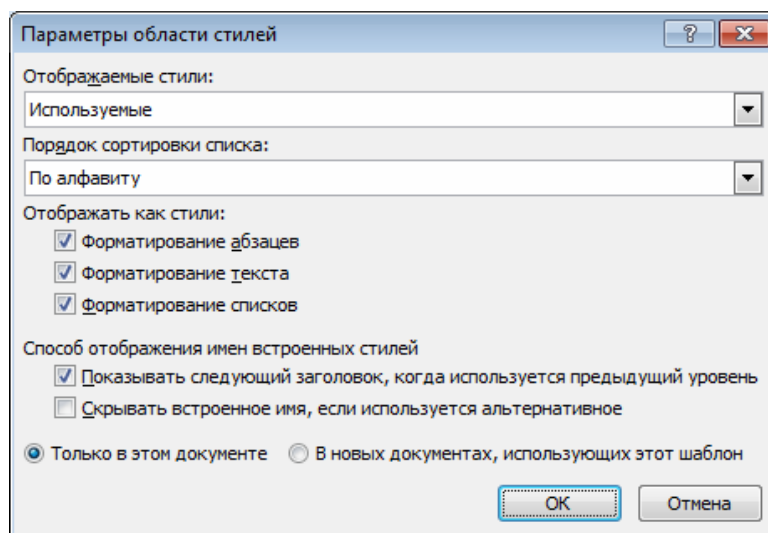 Параметры области стилей
Отображаемые стили:
Используемые
Порядок сортировки списка:
По алфавиту
Отображать как стили:
Форматирование абзацев
Форматирование текста
Форматирование списков
Способ отображения имен встроенных стилей
Показывать следующий заголовок, когда используется предыдущий уровень
Скрывать встроенное имя, если используется альтернативное
Только в этом документе В новых документах, использующих этот шаблон
ОК Отмена